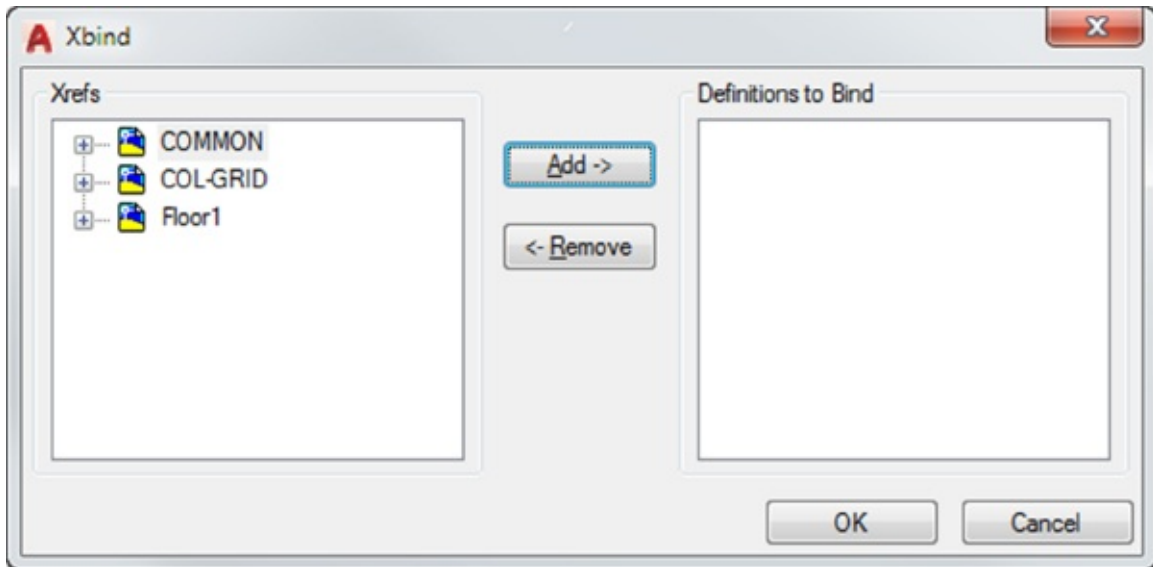 Xbind
Xrefs
Definitions to Bind
COMMON
COL-GRID
Floor1
Add ->
<- Remove
OK
Cancel